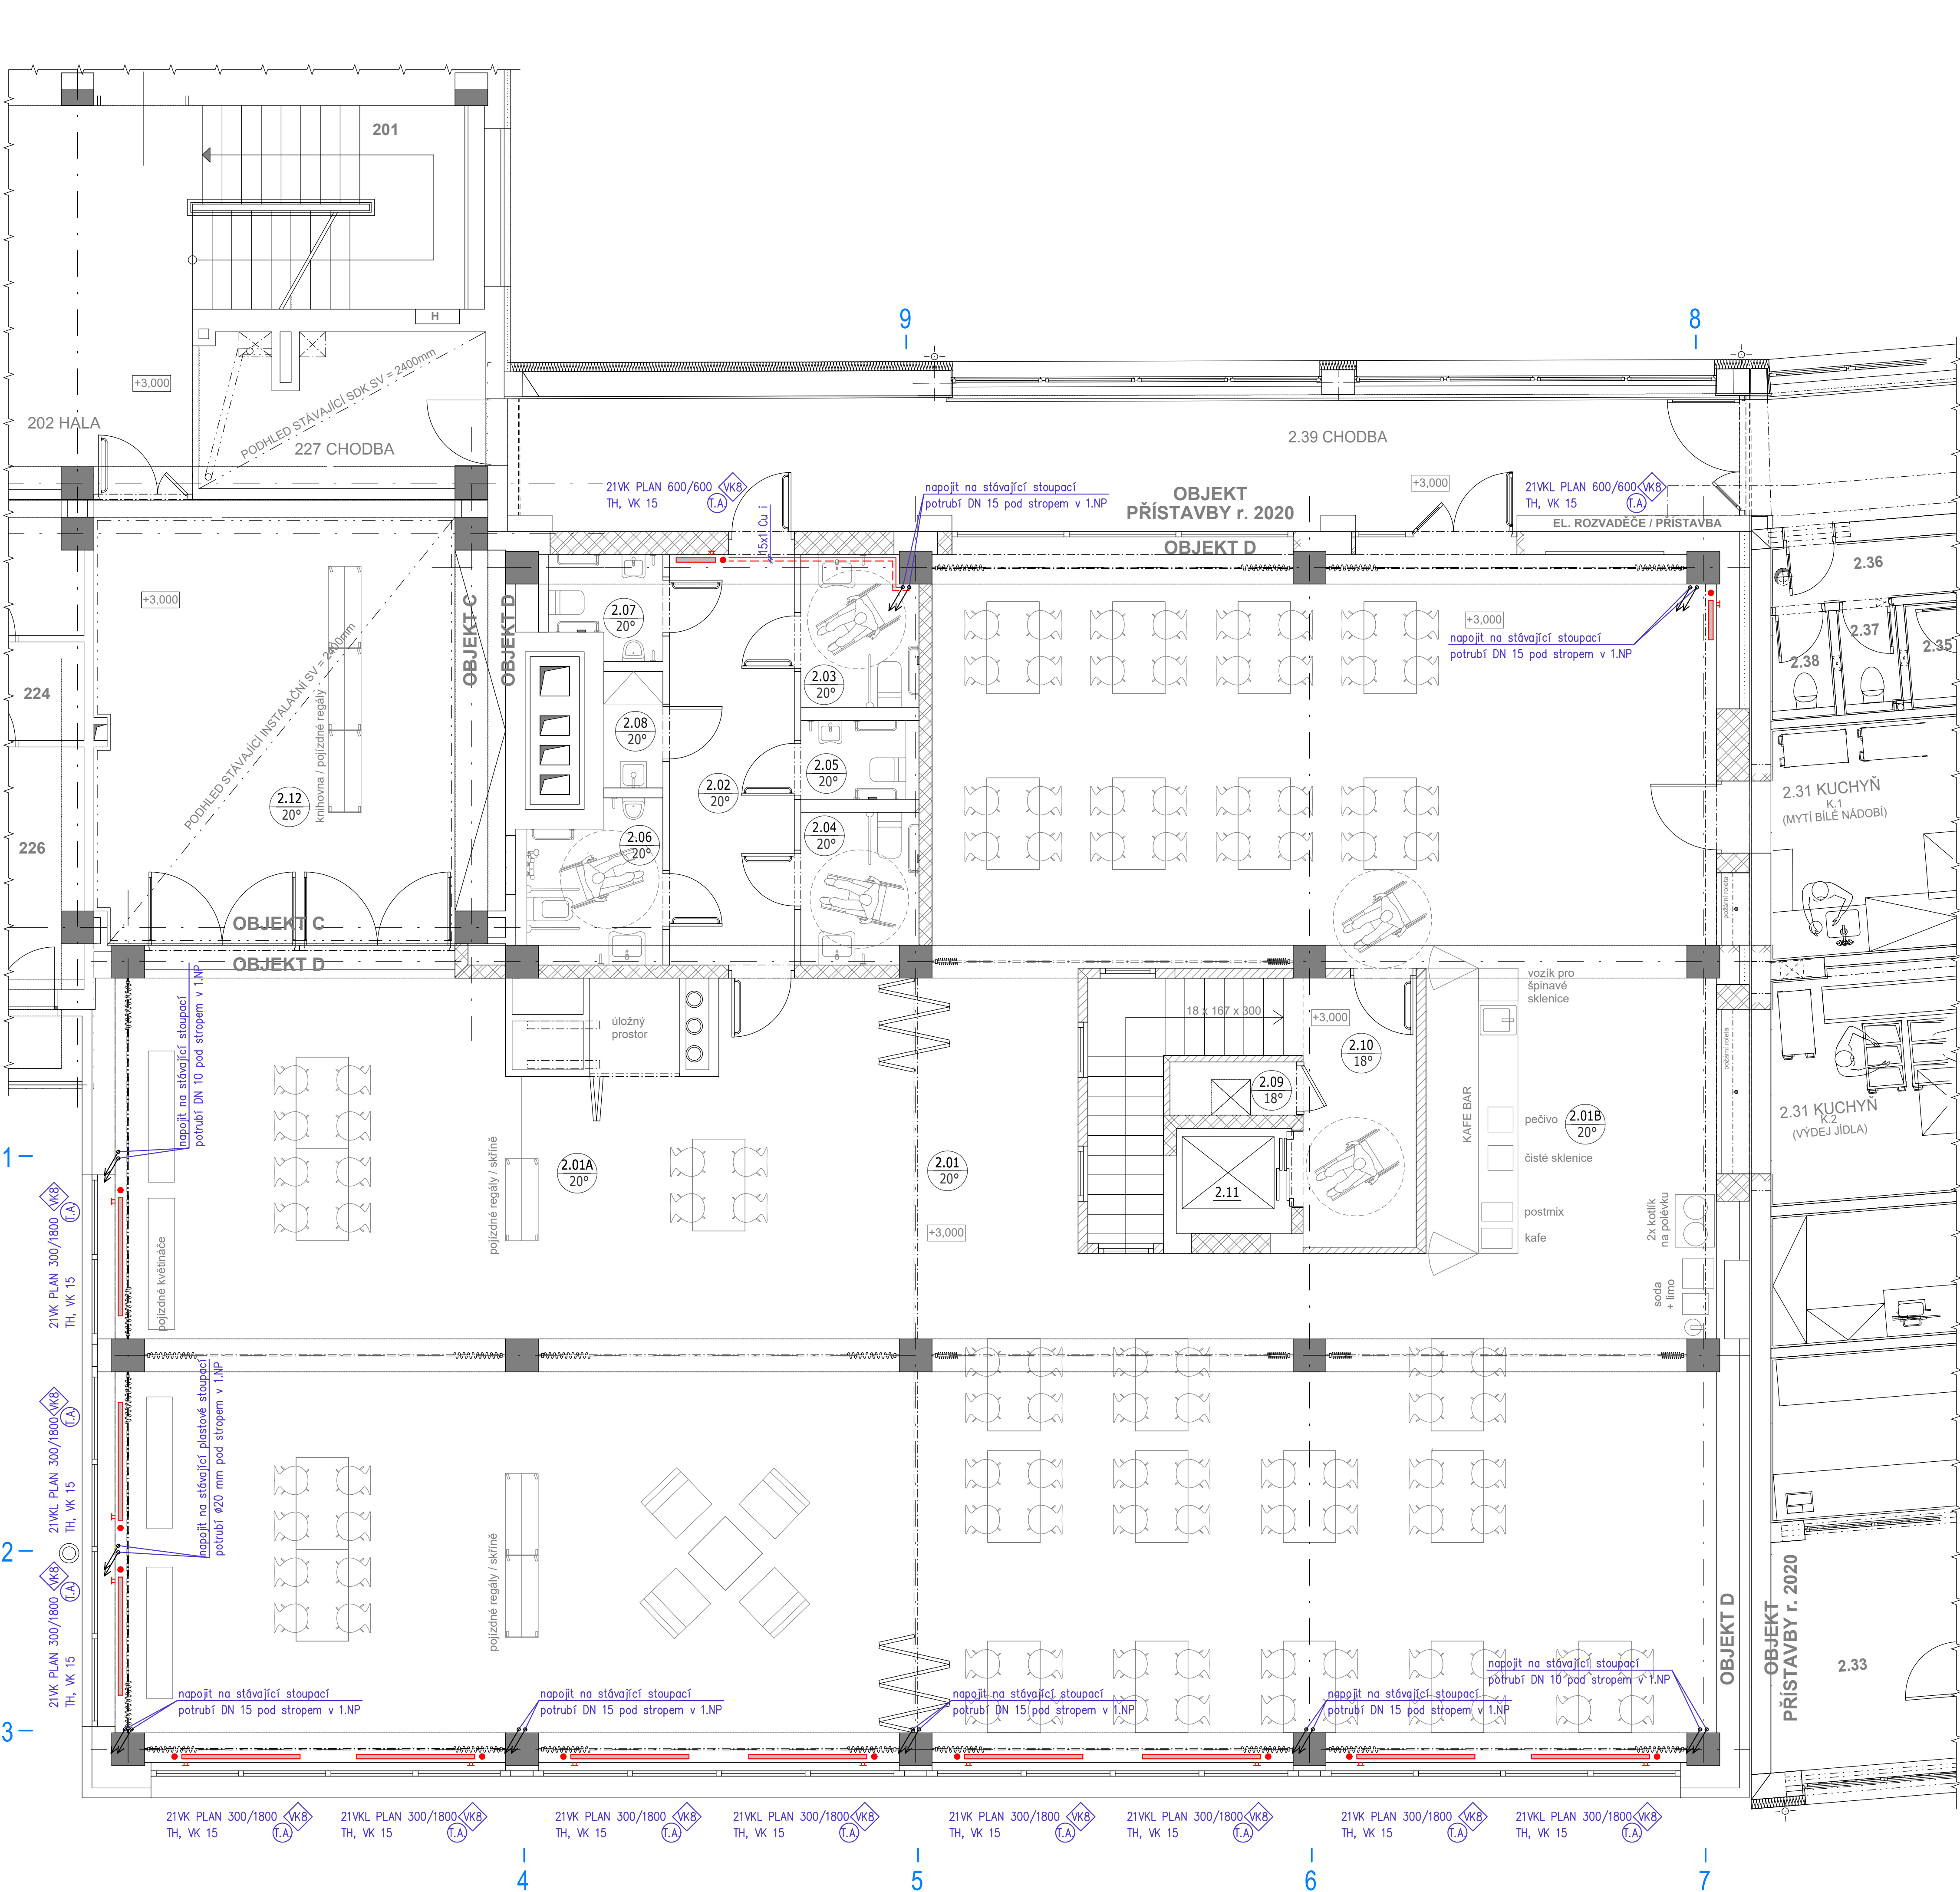 201
H
9
8
+3,000
202 HALA
PODHLED STÁVAJÍCÍ SDK SV = 2400mm
227 CHODBA
2.39 CHODBA
21VK PLAN 600/600 VK8
TH, VK 15 T.A.
15x1 Cu i
napojit na stávající stoupací
potrubí DN 15 pod stropem v 1.NP
OBJEKT
PŘÍSTAVBY r. 2020
OBJEKT D
+3,000
21VKL PLAN 600/600 VK8
TH, VK 15 T.A.
EL. ROZVADĚČE / PŘÍSTAVBA
2.36
2.37
2.38
2.35
+3,000
OBJEKT C
OBJEKT D
2.07
20°
+3,000
napojit na stávající stoupací
potrubí DN 15 pod stropem v 1.NP
224
226
PODHLED STÁVAJÍCÍ INSTALAČNÍ SV = 2400mm
knihovna / pojízdné regály
2.12
20°
2.03
20°
2.08
20°
2.05
20°
2.02
20°
2.06
20°
2.04
20°
2.31 KUCHYŇ
K.1
(MYTÍ BÍLÉ NÁDOBÍ)
požární roleta
OBJEKT C
OBJEKT D
napojit na stávající stoupací
potrubí DN 10 pod stropem v 1.NP
úložný
prostor
18 x 167 x 300
+3,000
2.10
18°
2.09
18°
2.11
vozík pro
špinavé
sklenice
KAFE BAR
pečivo
2.01B
20°
čisté sklenice
postmix
kafe
požární roleta
2.31 KUCHYŇ
K.2
(VÝDEJ JÍDLA)
2x kotlík
na polévku
soda
+ limo
1
21VK PLAN 300/1800 VK8
TH, VK 15 T.A.
pojízdné květináče
pojízdné regály / skříně
2.01A
20°
2.01
20°
+3,000
21VKL PLAN 300/1800 VK8
TH, VK 15 T.A.
napojit na stávající plastové stoupací
potrubí ø20 mm pod stropem v 1.NP
2
21VK PLAN 300/1800 VK8
TH, VK 15 T.A.
pojízdné regály / skříně
OBJEKT D
OBJEKT
PŘÍSTAVBY r. 2020
2.33
napojit na stávající stoupací
potrubí DN 15 pod stropem v 1.NP
napojit na stávající stoupací
potrubí DN 15 pod stropem v 1.NP
napojit na stávající stoupací
potrubí DN 15 pod stropem v 1.NP
napojit na stávající stoupací
potrubí DN 15 pod stropem v 1.NP
napojit na stávající stoupací
potrubí DN 10 pod stropem v 1.NP
3
21VK PLAN 300/1800 VK8
TH, VK 15 T.A.
21VKL PLAN 300/1800 VK8
TH, VK 15 T.A.
21VK PLAN 300/1800 VK8
TH, VK 15 T.A.
21VKL PLAN 300/1800 VK8
TH, VK 15 T.A.
21VK PLAN 300/1800 VK8
TH, VK 15 T.A.
21VKL PLAN 300/1800 VK8
TH, VK 15 T.A.
21VK PLAN 300/1800 VK8
TH, VK 15 T.A.
21VKL PLAN 300/1800 VK8
TH, VK 15 T.A.
4
5
6
7